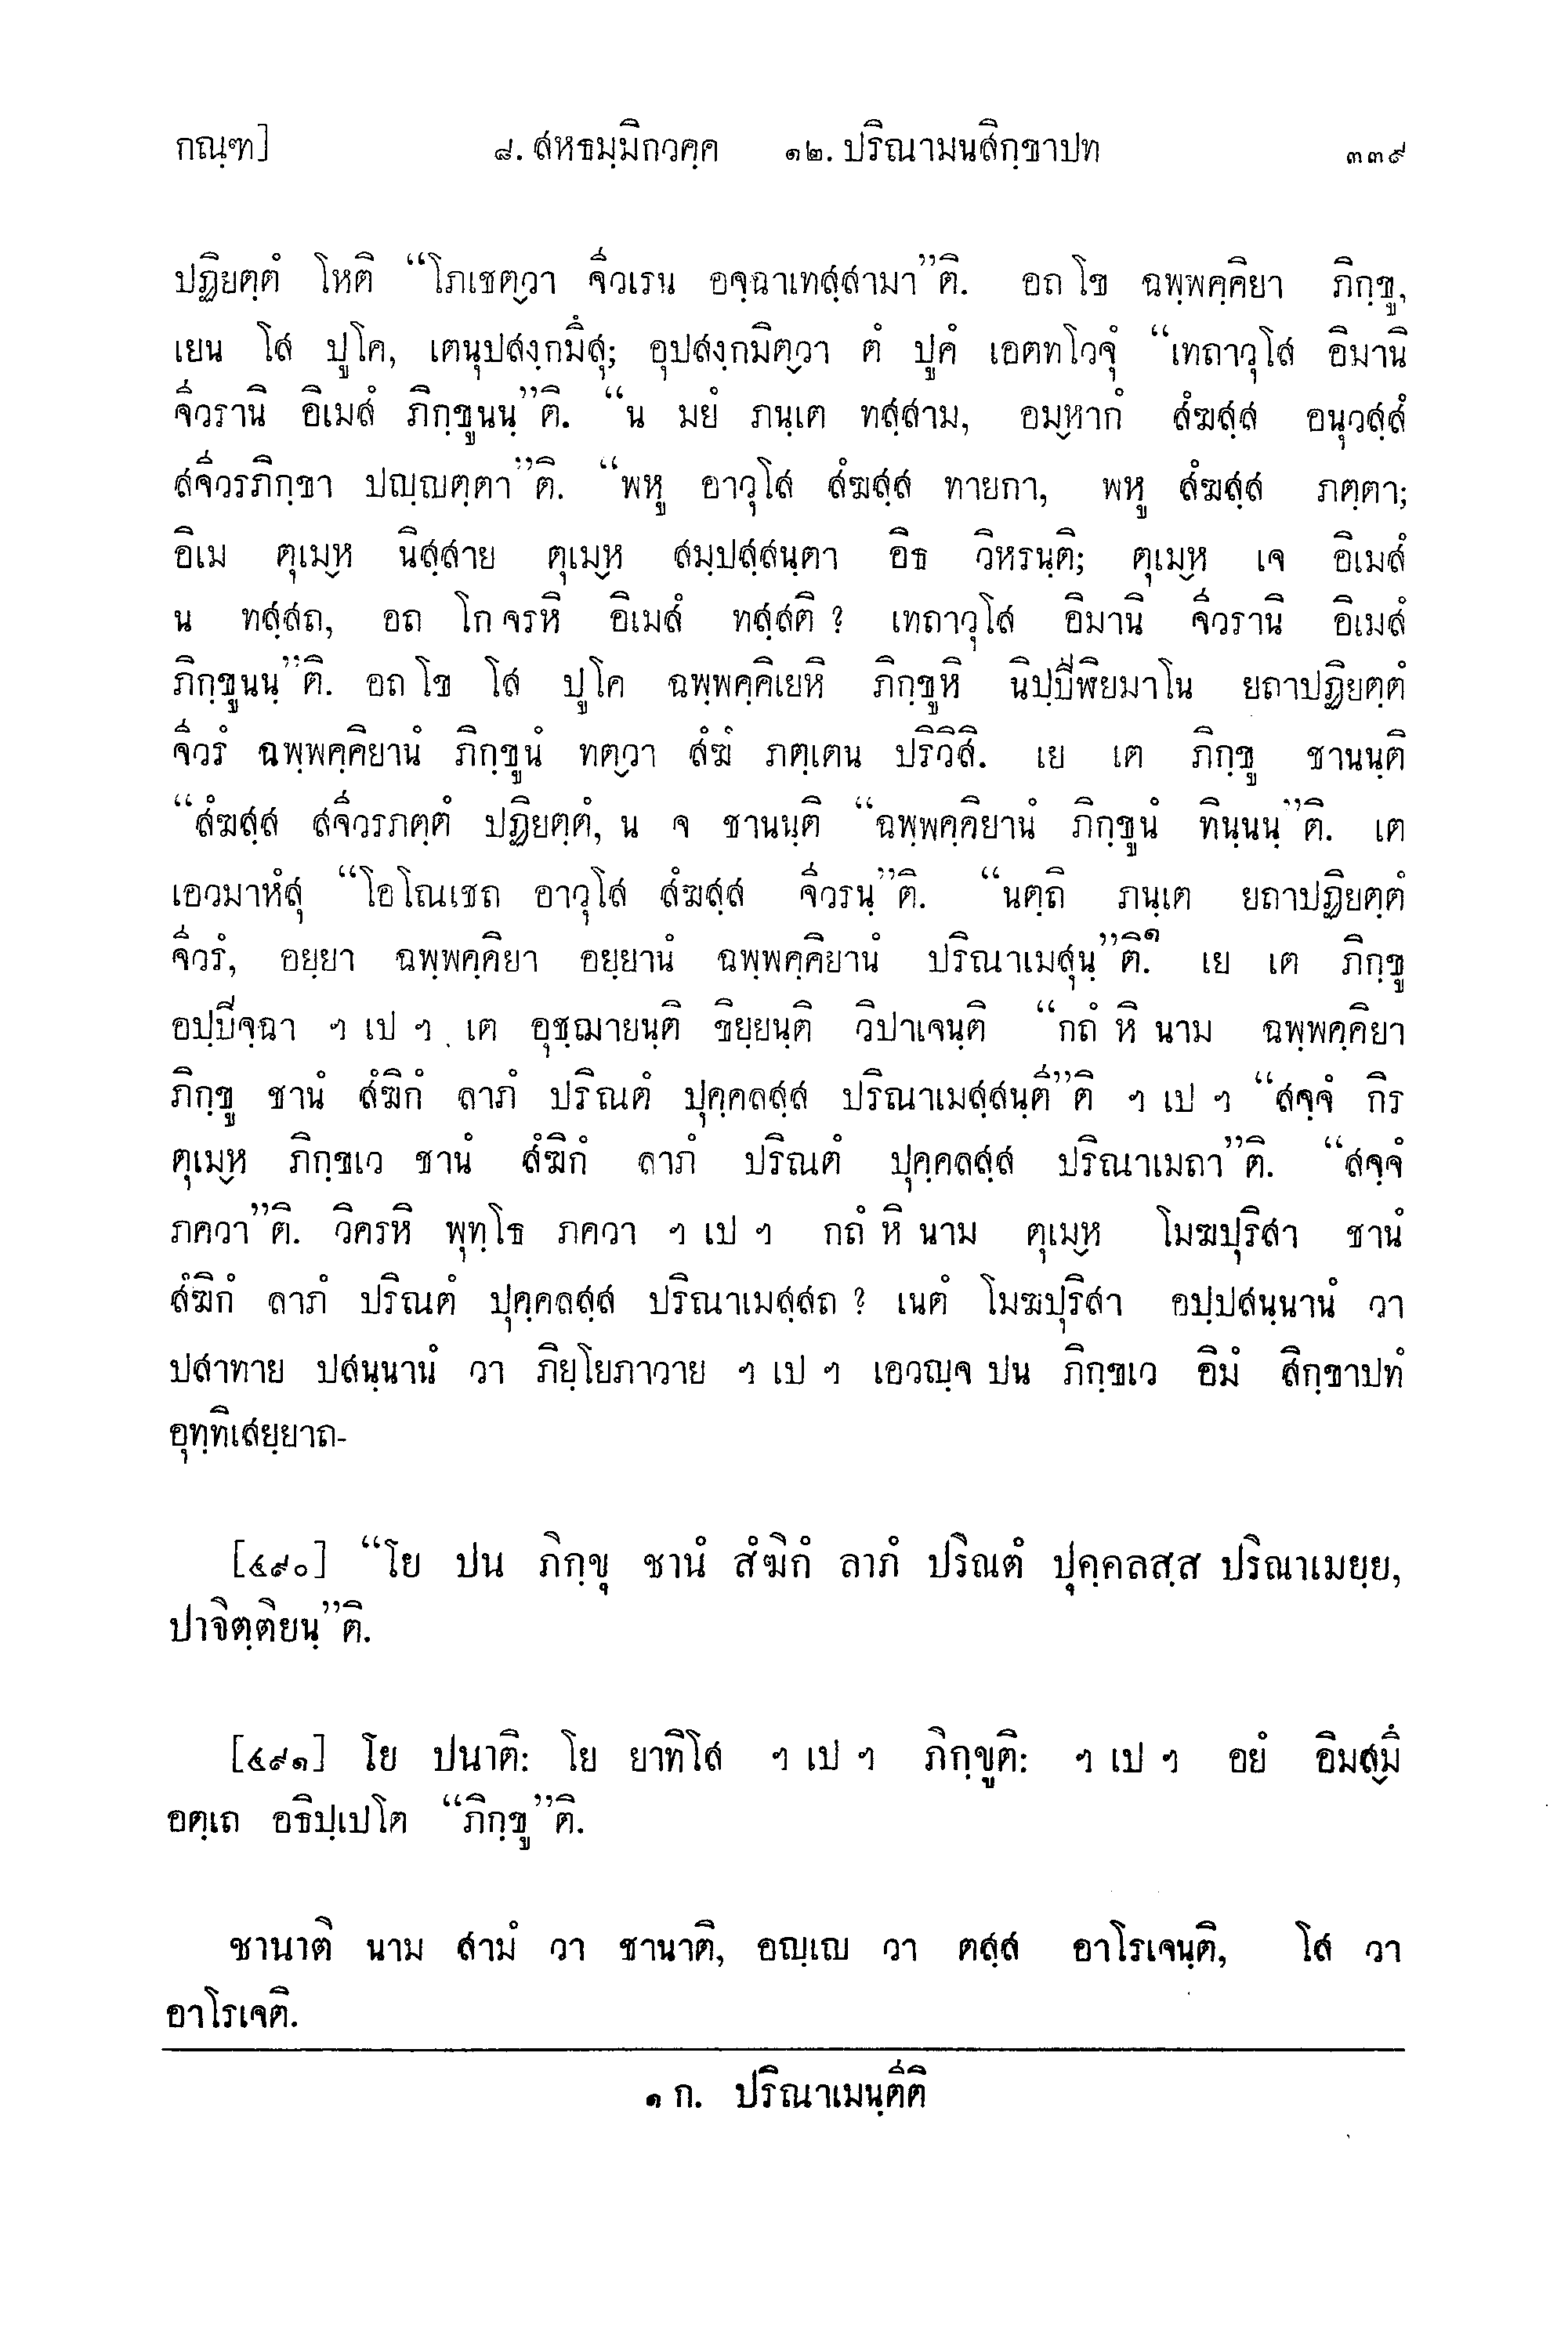 กณฺฑ]	๘. สหธมฺมิกวคฺค	๑๒. ปริณามนสิกฺขาปท	๓๓๙
ปฏิยตฺตํ โหติ “โภเชตฺวา จีวเรน อจฺฉาเทสฺสามา”ติ. อถ โข ฉพฺพคฺคิยา ภิกฺขู,
เยน โส ปูโค, เตนุปสงฺกมึสุ; อุปสงฺกมิตฺวา ตํ ปูคํ เอตทโวจุํ “เทถาวุโส อิมานิ
จีวรานิ อิเมสํ ภิกฺขูนนฺ”ติ. “น มยํ ภนฺเต ทสฺสาม, อมฺหากํ สํฆสฺส อนุวสฺสํ
สจีวรภิกฺขา ปญฺญตฺตา”ติ. “พหู อาวุโส สํฆสฺส ทายกา, พหู สํฆสฺส ภตฺตา;
อิเม ตุเมฺห นิสฺสาย ตุเมฺห สมฺปสฺสนฺตา อิธ วิหรนฺติ; ตุเมฺห เจ อิเมสํ
น ทสฺสถ, อถ โก จรหิ อิเมสํ ทสฺสติ ? เทถาวุโส อิมานิ จีวรานิ อิเมสํ
ภิกฺขูนนฺ”ติ. อถ โข โส ปูโค ฉพฺพคฺคิเยหิ ภิกฺขูหิ นิปฺปีฬิยมาโน ยถาปฏิยตฺตํ
จีวรํ ฉพฺพคฺคิยานํ ภิกฺขูนํ ทตฺวา สํฆํ ภตฺเตน ปริวิสิ. เย เต ภิกฺขู ชานนฺติ
“สํฆสฺส สจีวรภตฺตํ ปฏิยตฺตํ, น จ ชานนฺติ “ฉพฺพคฺคิยานํ ภิกฺขูนํ ทินฺนนฺ”ติ. เต
เอวมาหํสุ “โอโณเชถ อาวุโส สํฆสฺส จีวรนฺ”ติ. “นตฺถิ ภนฺเต ยถาปฏิยตฺตํ
จีวรํ, อยฺยา ฉพฺพคฺคิยา อยฺยานํ ฉพฺพคฺคิยานํ ปริณาเมสุนฺ”ติ.๑ เย เต ภิกฺขู
อปฺปิจฺฉา ฯ เป ฯ เต อุชฺฌายนฺติ ขิยฺยนฺติ วิปาเจนฺติ “กถํ หิ นาม ฉพฺพคฺคิยา
ภิกฺขู ชานํ สํฆิกํ ลาภํ ปริณตํ ปุคฺคลสฺส ปริณาเมสฺสนฺตี”ติ ฯ เป ฯ “สจฺจํ กิร
ตุเมฺห ภิกฺขเว ชานํ สํฆิกํ ลาภํ ปริณตํ ปุคฺคลสฺส ปริณาเมถา”ติ. “สจฺจํ
ภควา”ติ. วิครหิ พุทฺโธ ภควา ฯ เป ฯ กถํ หิ นาม ตุเมฺห โมฆปุริสา ชานํ
สํฆิกํ ลาภํ ปริณตํ ปุคฺคลสฺส ปริณาเมสฺสถ ? เนตํ โมฆปุริสา อปฺปสนฺนานํ วา
ปสาทาย ปสนฺนานํ วา ภิยฺโยภาวาย ฯ เป ฯ เอวญฺจ ปน ภิกฺขเว อิมํ สิกฺขาปทํ
อุทฺทิเสยฺยาถ-
[๔๙๐] “โย ปน ภิกฺขุ ชานํ สํฆิกํ ลาภํ ปริณตํ ปุคฺคลสฺส ปริณาเมยฺย,
ปาจิตฺติยนฺ”ติ.
[๔๙๑] โย ปนาติ: โย ยาทิโส ฯ เป ฯ ภิกฺขูติ: ฯ เป ฯ อยํ อิมสฺมึ
อตฺเถ อธิปฺเปโต “ภิกฺขู”ติ.
ชานาติ นาม สามํ วา ชานาติ, อญฺเญ วา ตสฺส อาโรเจนฺติ, โส วา
อาโรเจติ.
๑ ก. ปริณาเมนฺตีติ